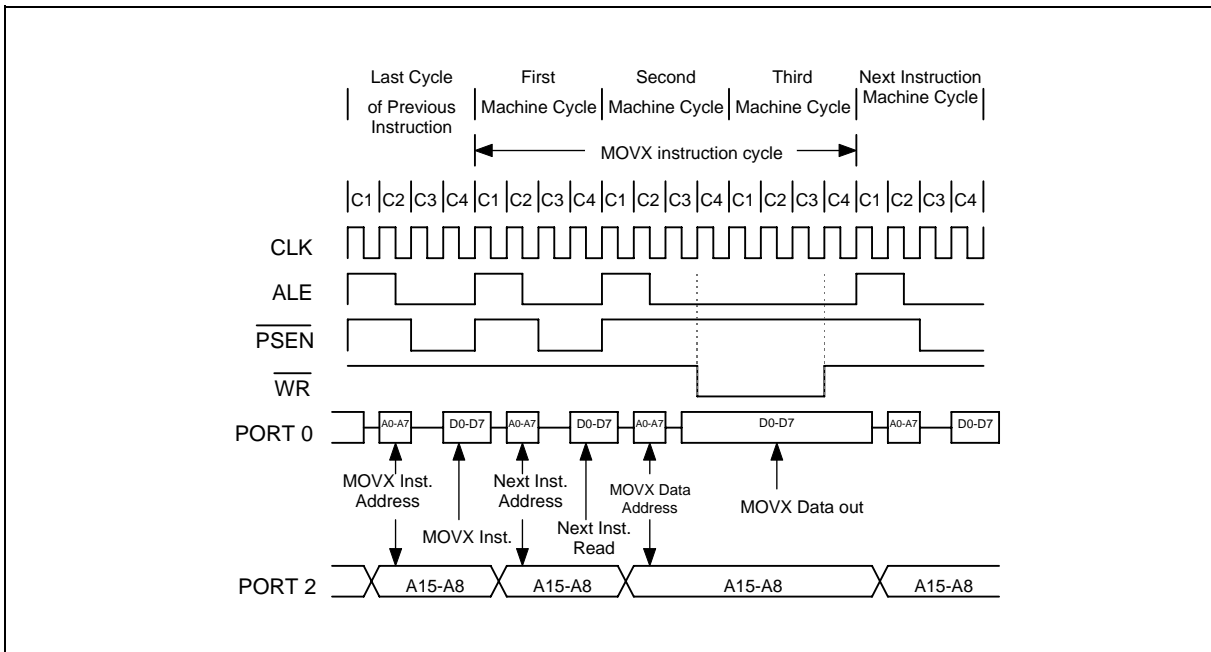 Last Cycle
of Previous
Instruction
First
Machine Cycle
Second
Machine Cycle
Third
Machine Cycle
Next Instruction
Machine Cycle
MOVX instruction cycle
C1 C2 C3 C4 C1 C2 C3 C4 C1 C2 C3 C4 C1 C2 C3 C4 C1 C2 C3 C4
CLK
ALE
PSEN
WR
PORT 0
A0-A7 D0-D7 A0-A7 D0-D7 A0-A7 D0-D7 A0-A7 D0-D7
MOVX Inst.
Address
MOVX Inst.
Next Inst.
Address
Next Inst.
Read
MOVX Data
Address
MOVX Data out
PORT 2
A15-A8 A15-A8 A15-A8 A15-A8